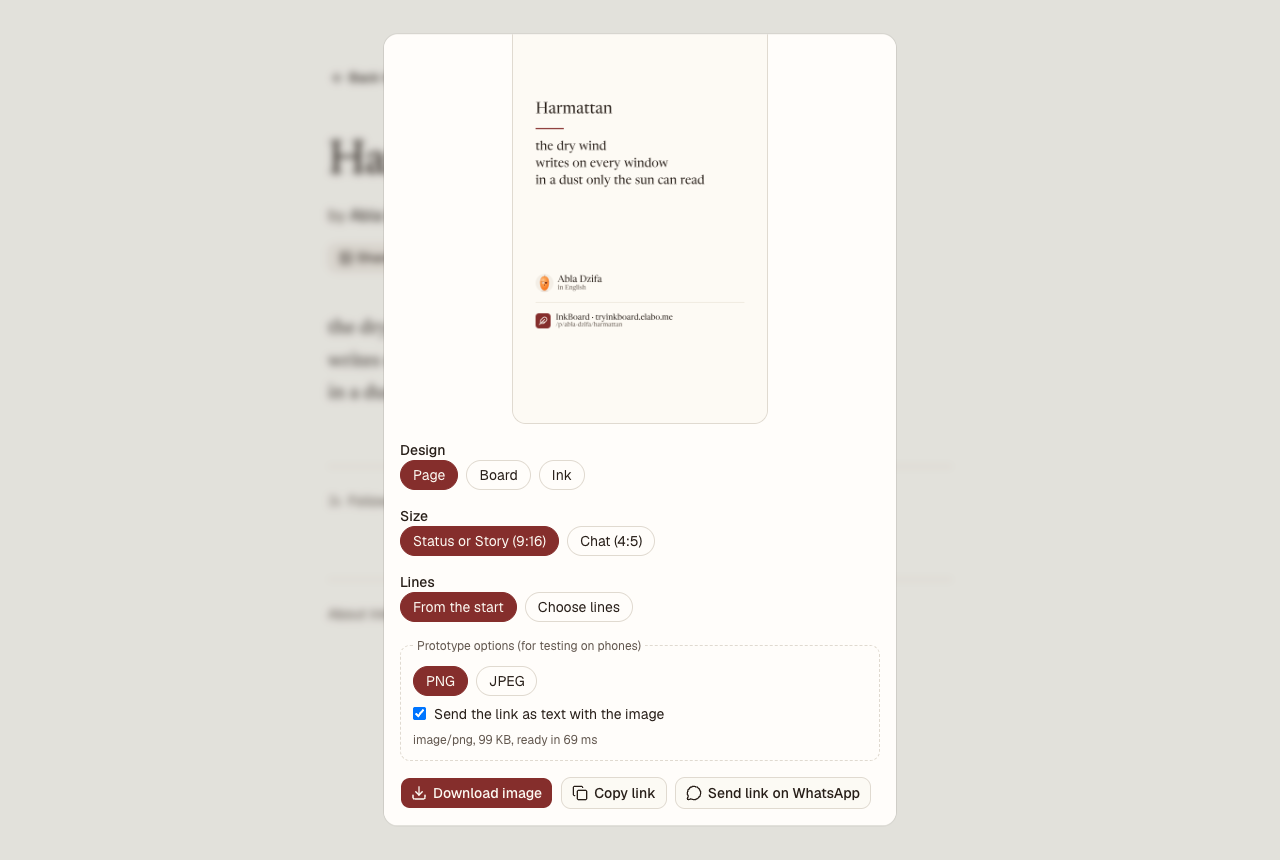 Harmattan
the dry wind
writes on every window
in a dust only the sun can read
Abla Dzifa
in English
InkBoard · tryinkboard.elabo.me
/p/abla-dzifa/harmattan
Design
Page Board Ink
Size
Status or Story (9:16) Chat (4:5)
Lines
From the start Choose lines
Prototype options (for testing on phones)
PNG JPEG
Send the link as text with the image
image/png, 99 KB, ready in 69 ms
Download image Copy link Send link on WhatsApp